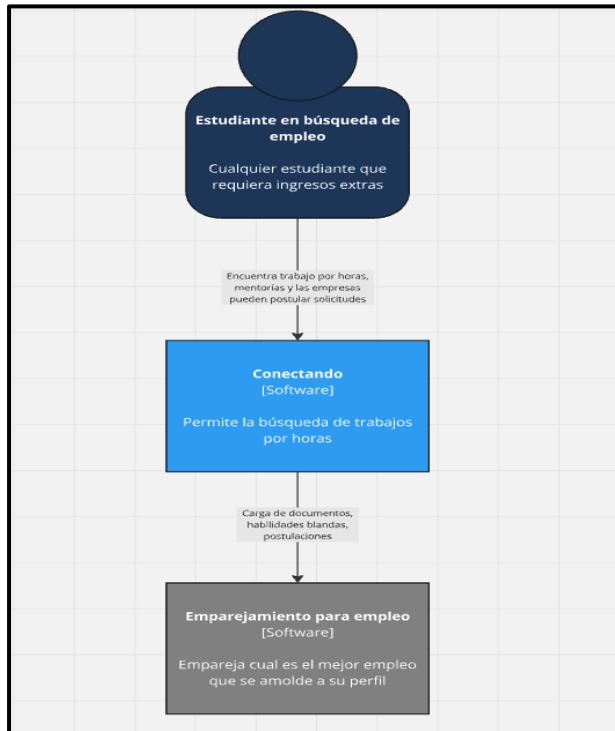 Estudiante en búsqueda de
empleo
Cualquier estudiante que
requiera ingresos extras
Encuentra trabajo por horas,
mentorías y las empresas
pueden postular solicitudes
Conectando
[Software]
Permite la búsqueda de trabajos
por horas
Carga de documentos,
habilidades blandas,
postulaciones
Emparejamiento para empleo
[Software]
Empareja cual es el mejor empleo
que se amolde a su perfil